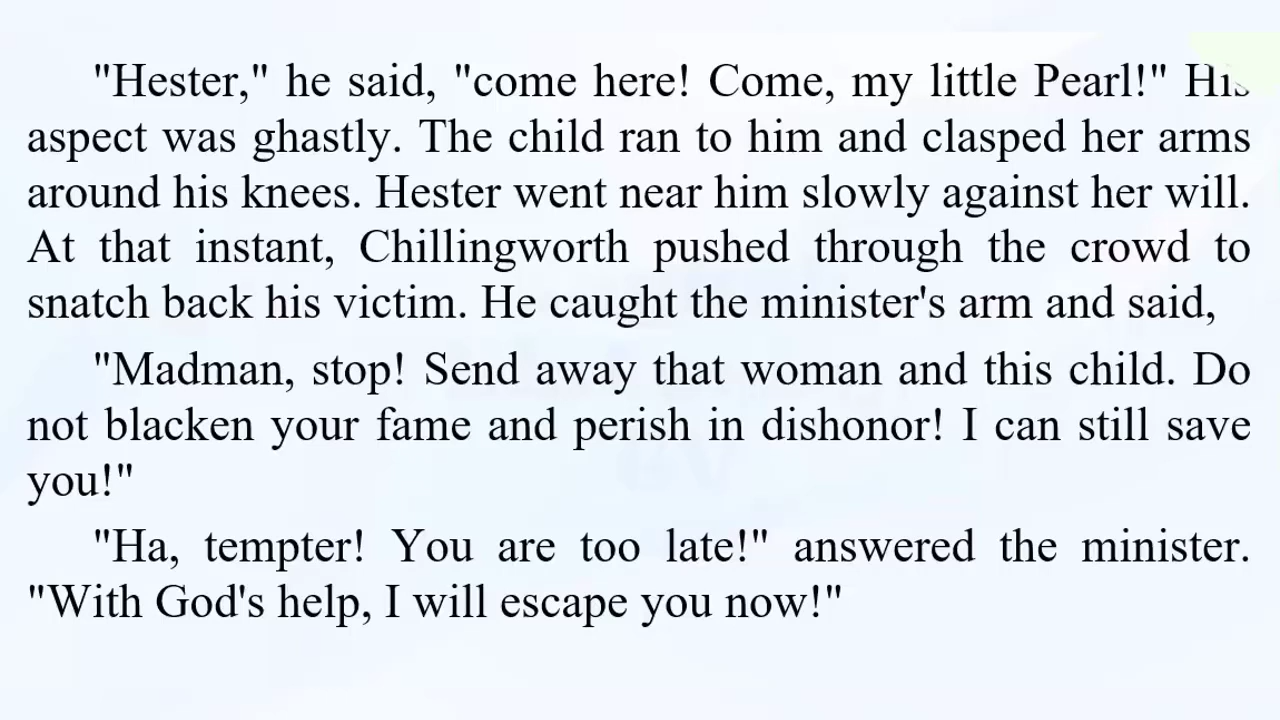 "Hester," he said, "come here! Come, my little Pearl!" His
aspect was ghastly. The child ran to him and clasped her arms
around his knees. Hester went near him slowly against her will.
At that instant, Chillingworth pushed through the crowd to
snatch back his victim. He caught the minister's arm and said,
"Madman, stop! Send away that woman and this child. Do
not blacken your fame and perish in dishonor! I can still save
you!"
"Ha, tempter! You are too late!" answered the minister.
"With God's help, I will escape you now!"